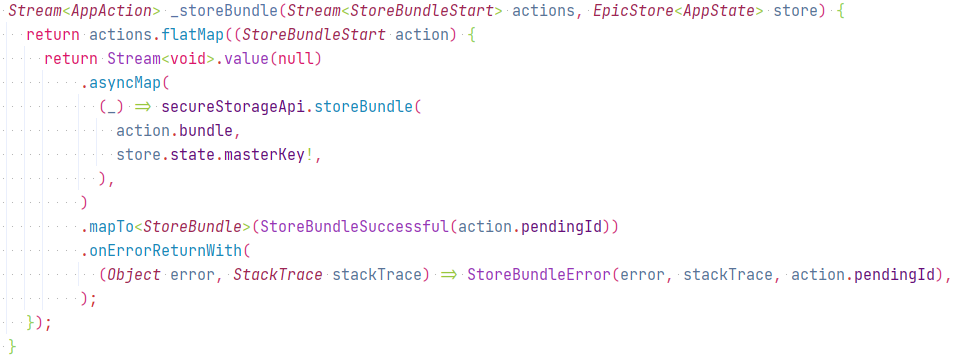 Stream<AppAction> _storeBundle(Stream<StoreBundleStart> actions, EpicStore<AppState> store) {
  return actions.flatMap((StoreBundleStart action) {
    return Stream<void>.value(null)
        .asyncMap(
          (_) => secureStorageApi.storeBundle(
            action.bundle,
            store.state.masterKey!,
          ),
        )
        .mapTo<StoreBundle>(StoreBundleSuccessful(action.pendingId))
        .onErrorReturnWith(
          (Object error, StackTrace stackTrace) => StoreBundleError(error, stackTrace, action.pendingId),
        );
  });
}